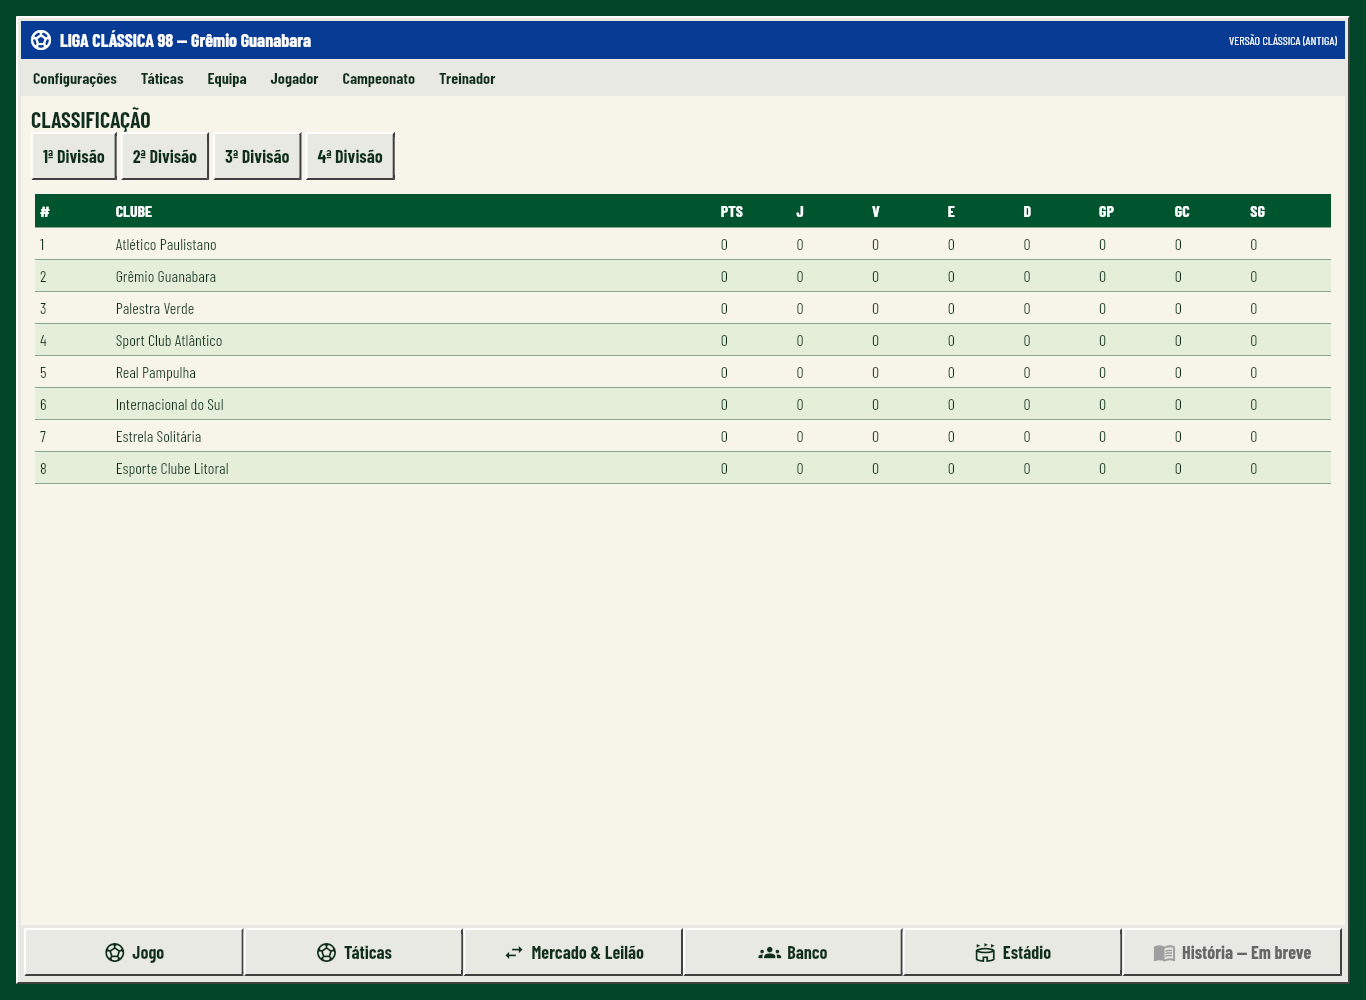 LIGA CLÁSSICA 98 — Grêmio Guanabara
VERSÃO CLÁSSICA (ANTIGA)
Configurações Táticas Equipa Jogador Campeonato Treinador
CLASSIFICAÇÃO
1ª Divisão 2ª Divisão 3ª Divisão 4ª Divisão
# CLUBE PTS J V E D GP GC SG
1 Atlético Paulistano 0 0 0 0 0 0 0 0
2 Grêmio Guanabara 0 0 0 0 0 0 0 0
3 Palestra Verde 0 0 0 0 0 0 0 0
4 Sport Club Atlântico 0 0 0 0 0 0 0 0
5 Real Pampulha 0 0 0 0 0 0 0 0
6 Internacional do Sul 0 0 0 0 0 0 0 0
7 Estrela Solitária 0 0 0 0 0 0 0 0
8 Esporte Clube Litoral 0 0 0 0 0 0 0 0
Jogo Táticas Mercado & Leilão Banco Estádio História — Em breve